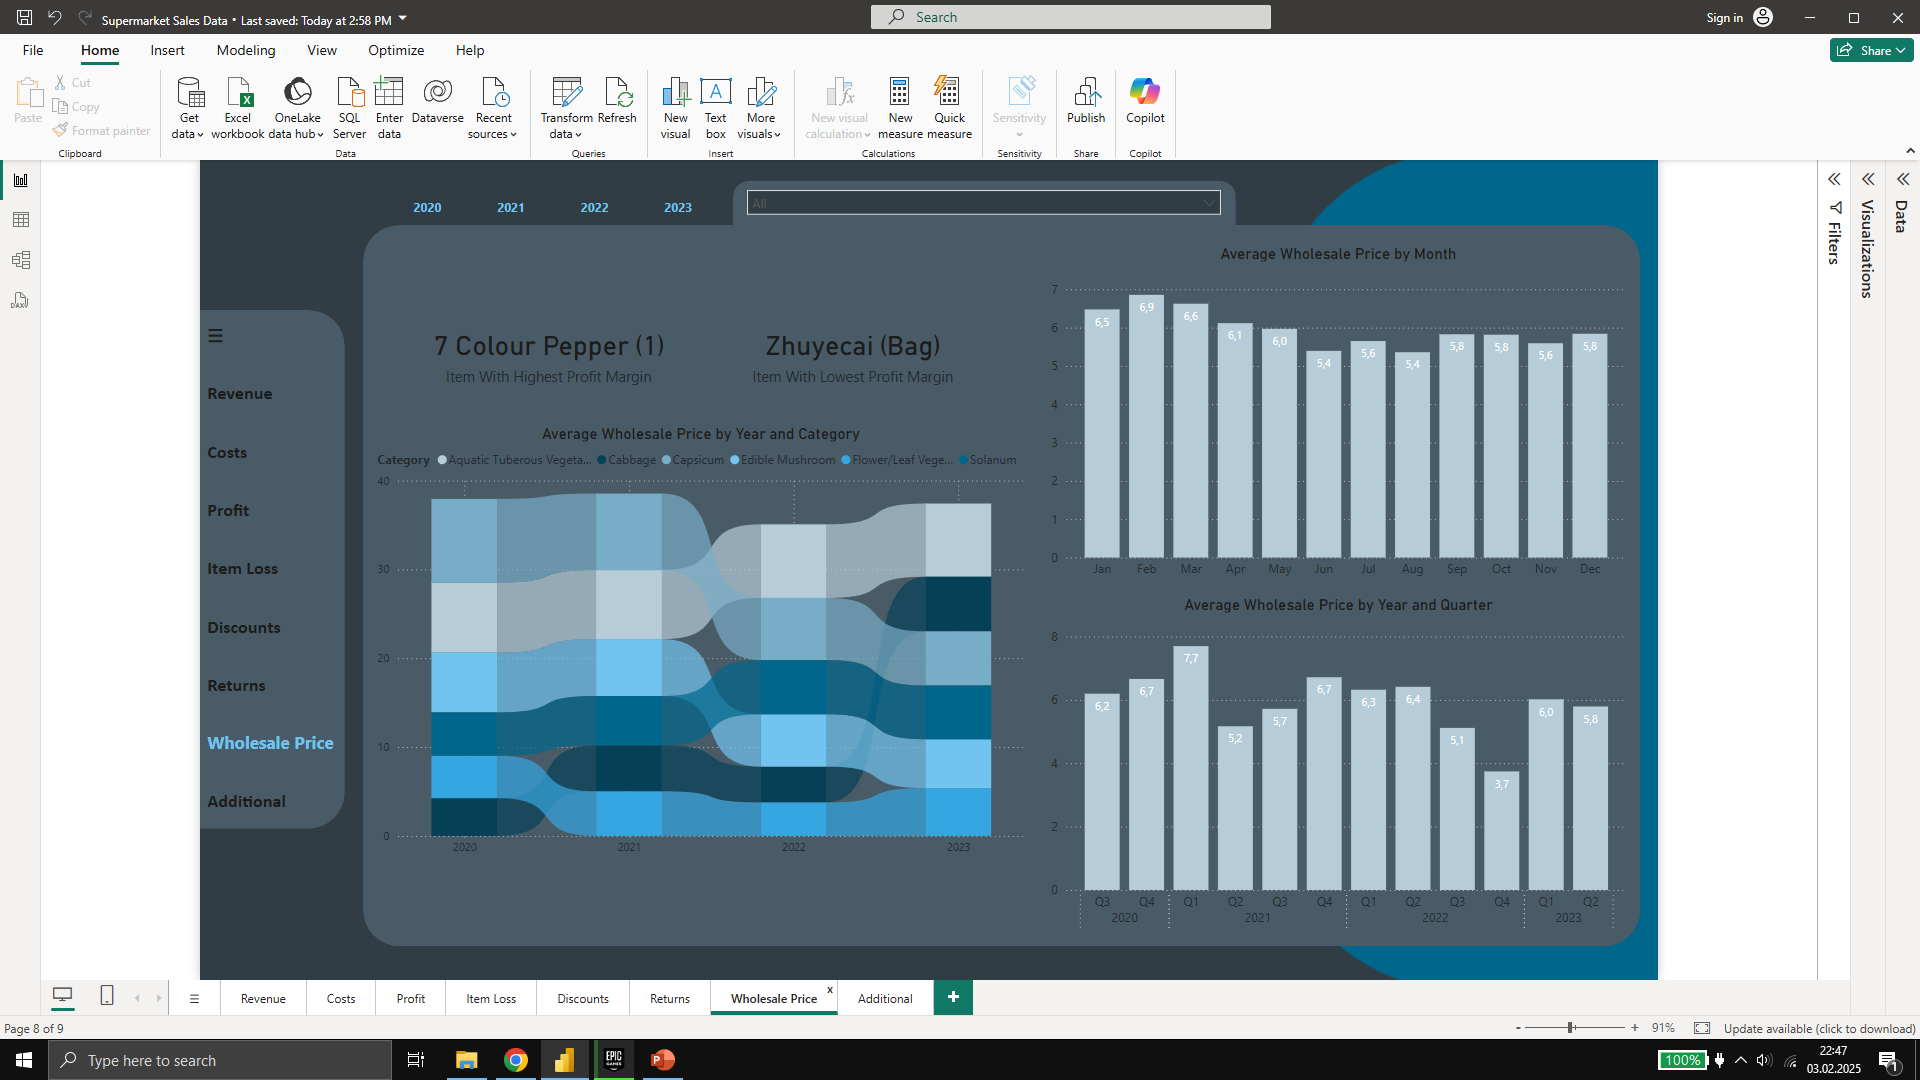 Supermarket Sales Data • Last saved: Today at 2:58 PM
Search
Sign in
File Home Insert Modeling View Optimize Help
Share
Paste
Cut
Copy
Format painter
Clipboard
Get data
Excel workbook
OneLake data hub
SQL Server
Enter data
Dataverse
Recent sources
Data
Transform data
Refresh
Queries
New visual
Text box
More visuals
Insert
New visual calculation
New measure
Quick measure
Calculations
Sensitivity
Sensitivity
Publish
Share
Copilot
Copilot
DAX
2020 2021 2022 2023
All
Filters
Visualizations
Data
Revenue
Costs
Profit
Item Loss
Discounts
Returns
Wholesale Price
Additional
7 Colour Pepper (1)
Item With Highest Profit Margin
Zhuyecai (Bag)
Item With Lowest Profit Margin
Average Wholesale Price by Year and Category
Category Aquatic Tuberous Vegeta... Cabbage Capsicum Edible Mushroom Flower/Leaf Vege... Solanum
40
30
20
10
0
2020 2021 2022 2023
Average Wholesale Price by Month
7
6
5
4
3
2
1
0
6,5 6,9 6,6 6,1 6,0 5,4 5,6 5,4 5,8 5,8 5,6 5,8
Jan Feb Mar Apr May Jun Jul Aug Sep Oct Nov Dec
Average Wholesale Price by Year and Quarter
8
6
4
2
0
6,2 6,7 7,7 5,2 5,7 6,7 6,3 6,4 5,1 3,7 6,0 5,8
Q3 Q4 Q1 Q2 Q3 Q4 Q1 Q2 Q3 Q4 Q1 Q2
2020 2021 2022 2023
Revenue Costs Profit Item Loss Discounts Returns Wholesale Price x Additional +
Page 8 of 9
- + 91%
Update available (click to download)
Type here to search
EPIC GAMES
P
100%
22:47
03.02.2025
1